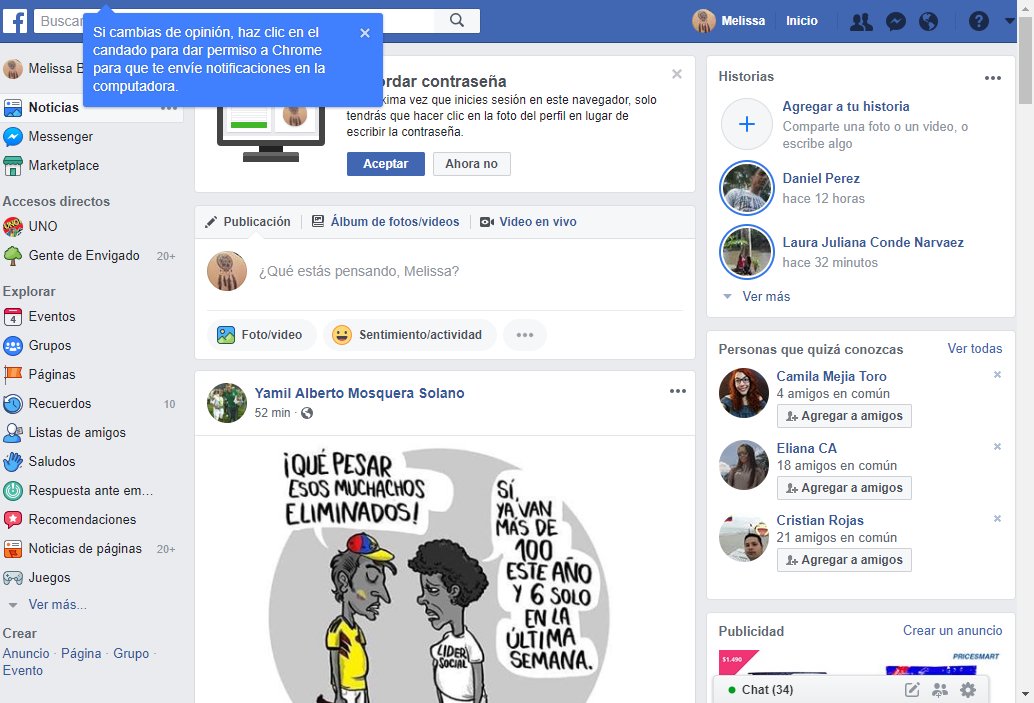 Buscar
Melissa
Inicio
Si cambias de opinión, haz clic en el
candado para dar permiso a Chrome
para que te envíe notificaciones en la
computadora.
Melissa B
Noticias
Messenger
Marketplace
Accesos directos
UNO
Gente de Envigado 20+
Explorar
Eventos
Grupos
Páginas
Recuerdos 10
Listas de amigos
Saludos
Respuesta ante em...
Recomendaciones
Noticias de páginas 20+
Juegos
Ver más...
Crear
Anuncio · Página · Grupo ·
Evento
ordar contraseña
xima vez que inicies sesión en este navegador, solo
tendrás que hacer clic en la foto del perfil en lugar de
escribir la contraseña.
Aceptar Ahora no
Publicación Álbum de fotos/videos Video en vivo
¿Qué estás pensando, Melissa?
Foto/video Sentimiento/actividad
Yamil Alberto Mosquera Solano
52 min ·
¡QUÉ PESAR
ESOS MUCHACHOS
ELIMINADOS!
SÍ,
YA VAN
MÁS DE
100
ESTE AÑO
Y 6 SOLO
EN LA
ÚLTIMA
SEMANA.
LIDER
SOCIAL
Historias
Agregar a tu historia
Comparte una foto o un video, o
escribe algo
Daniel Perez
hace 12 horas
Laura Juliana Conde Narvaez
hace 32 minutos
Ver más
Personas que quizá conozcas Ver todas
Camila Mejia Toro
4 amigos en común
Agregar a amigos
Eliana CA
18 amigos en común
Agregar a amigos
Cristian Rojas
21 amigos en común
Agregar a amigos
Publicidad Crear un anuncio
$1.490
PRICESMART
Chat (34)